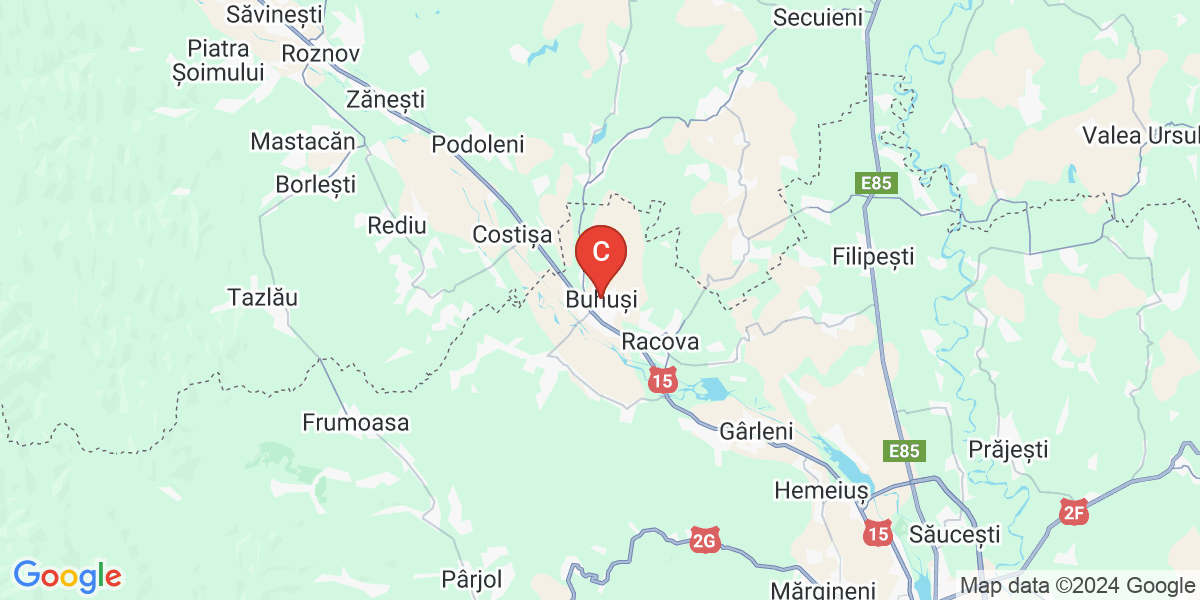 Săvinești
Secuieni
Roznov
Piatra
Șoimului
Zănești
Valea Ursul
Mastacăn
Podoleni
Borlești
E85
Rediu
Costișa
C
Filipești
Tazlău
Buhuși
Racova
15
Frumoasa
Gârleni
E85
Prăjești
Hemeiuș
2F
15
Săucești
2G
Google
Pârjol
Mărgineni
Map data ©2024 Google